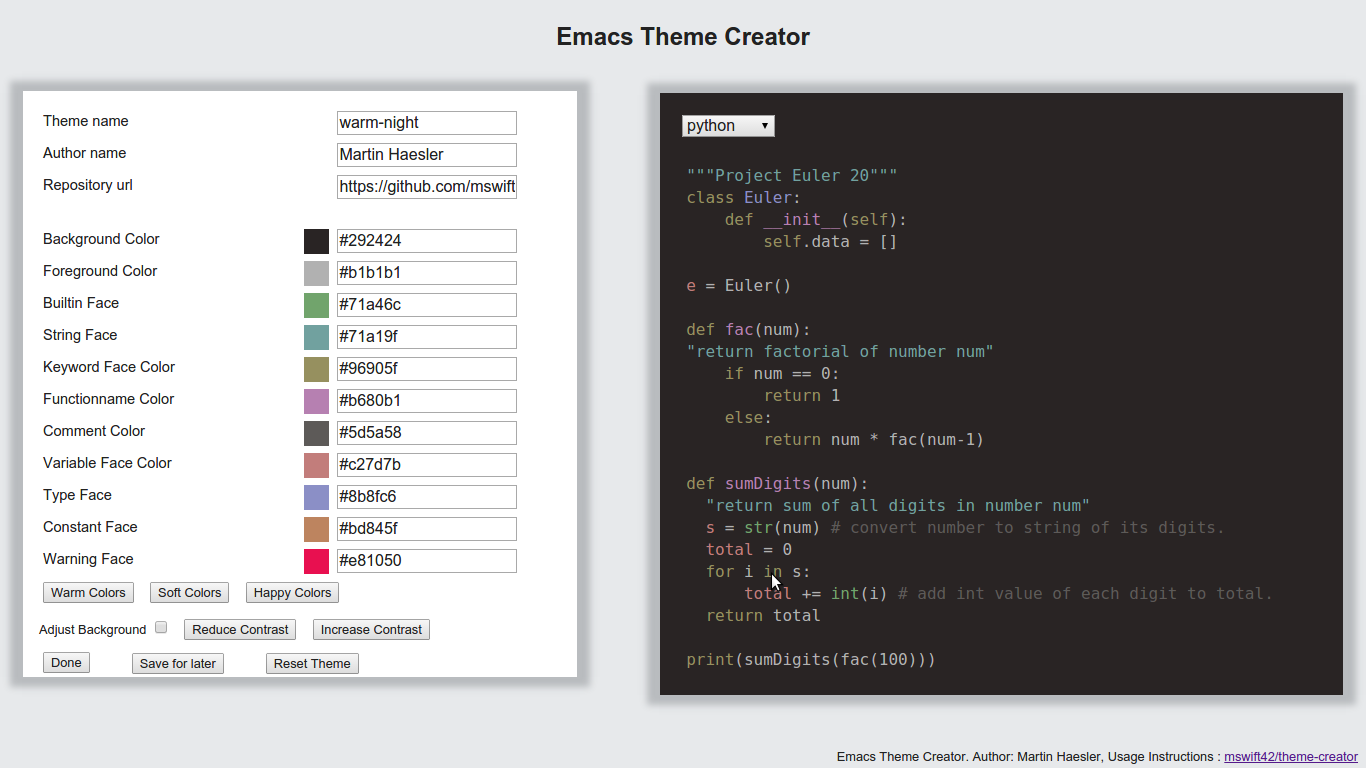 Emacs Theme Creator
Theme name warm-night
Author name Martin Haesler
Repository url https://github.com/mswift
Background Color #292424
Foreground Color #b1b1b1
Builtin Face #71a46c
String Face #71a19f
Keyword Face Color #96905f
Functionname Color #b680b1
Comment Color #5d5a58
Variable Face Color #c27d7b
Type Face #8b8fc6
Constant Face #bd845f
Warning Face #e81050
Warm Colors Soft Colors Happy Colors
Adjust Background Reduce Contrast Increase Contrast
Done Save for later Reset Theme
python
"""Project Euler 20"""
class Euler:
    def __init__(self):
        self.data = []

e = Euler()

def fac(num):
"return factorial of number num"
    if num == 0:
        return 1
    else:
        return num * fac(num-1)

def sumDigits(num):
  "return sum of all digits in number num"
  s = str(num) # convert number to string of its digits.
  total = 0
  for i in s:
      total += int(i) # add int value of each digit to total.
  return total

print(sumDigits(fac(100)))
Emacs Theme Creator. Author: Martin Haesler, Usage Instructions : mswift42/theme-creator